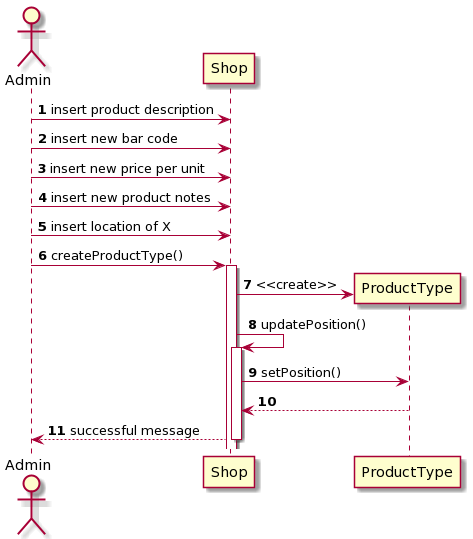 Admin
Shop
1 insert product description
2 insert new bar code
3 insert new price per unit
4 insert new product notes
5 insert location of X
6 createProductType()
7 <<create>>
ProductType
8 updatePosition()
9 setPosition()
10
11 successful message
Admin
Shop
ProductType